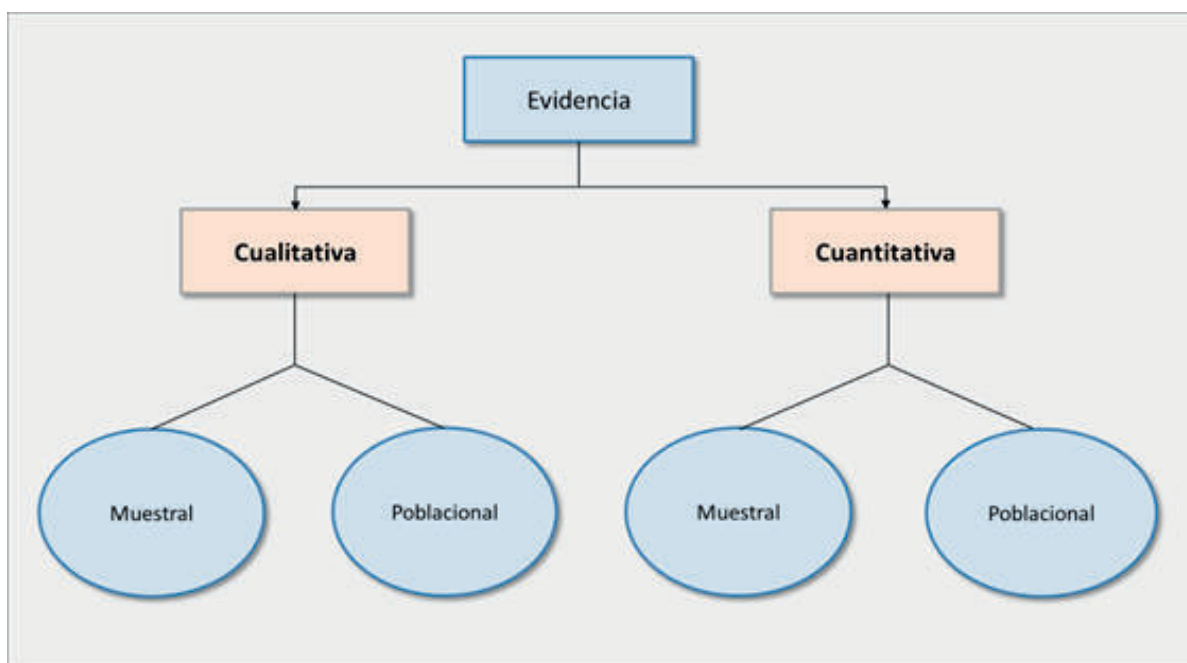 Evidencia
Cualitativa
Cuantitativa
Muestral
Poblacional
Muestral
Poblacional